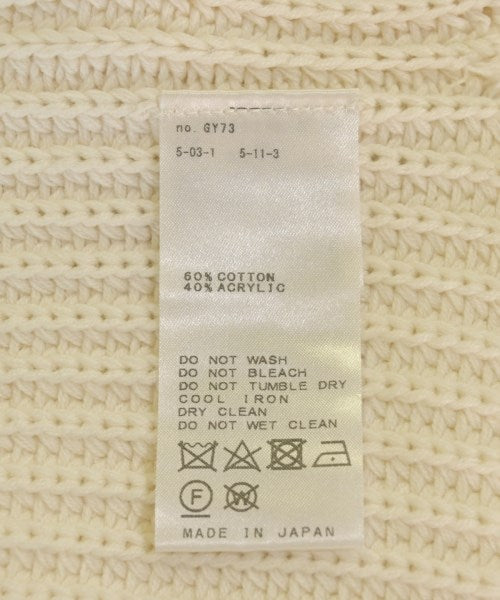 no. GY73
5-03-1 5-11-3
60% COTTON
40% ACRYLIC
DO NOT WASH
DO NOT BLEACH
DO NOT TUMBLE DRY
COOL IRON
DRY CLEAN
DO NOT WET CLEAN
F W
MADE IN JAPAN